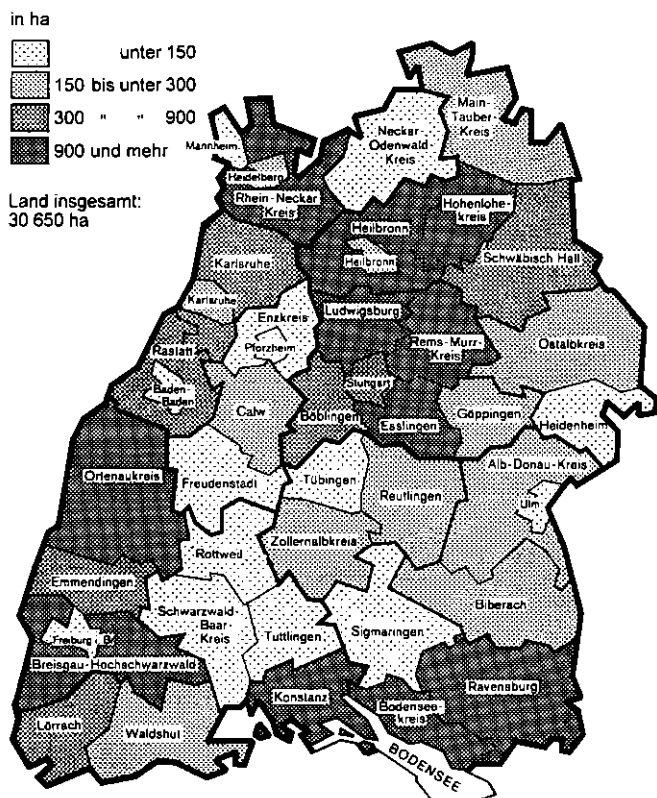 in ha
unter 150
150 bis unter 300
300 " " 900
900 und mehr
Land insgesamt:
30 650 ha
Main-
Tauber-
Kreis
Neckar
Odenwald
Kreis
Mannheim
Heidelberg
Rhein-Neckar
Kreis
Hohenlohe-
kreis
Heilbronn
Heilbronn
Schwäbisch Hall
Karlsruhe
Karlsruhe
Enzkreis
Pforzheim
Ludwigsburg
Rems-Murr-
Kreis
Ostalbkreis
Rastatt
Baden-
Baden
Stuttgart
Calw
Böblingen
Esslingen
Göppingen
Heidenheim
Ortenaukreis
Freudenstadt
Tübingen
Reutlingen
Alb-Donau-Kreis
Ulm
Rottweil
Zollernalbkreis
Emmendingen
Schwarzwald-
Baar-
Kreis
Tuttlingen
Sigmaringen
Biberach
Freiburg i. B.
Breisgau-Hochschwarzwald
Konstanz
Bodensee-
kreis
Ravensburg
Lörrach
Waldshut
BODENSEE